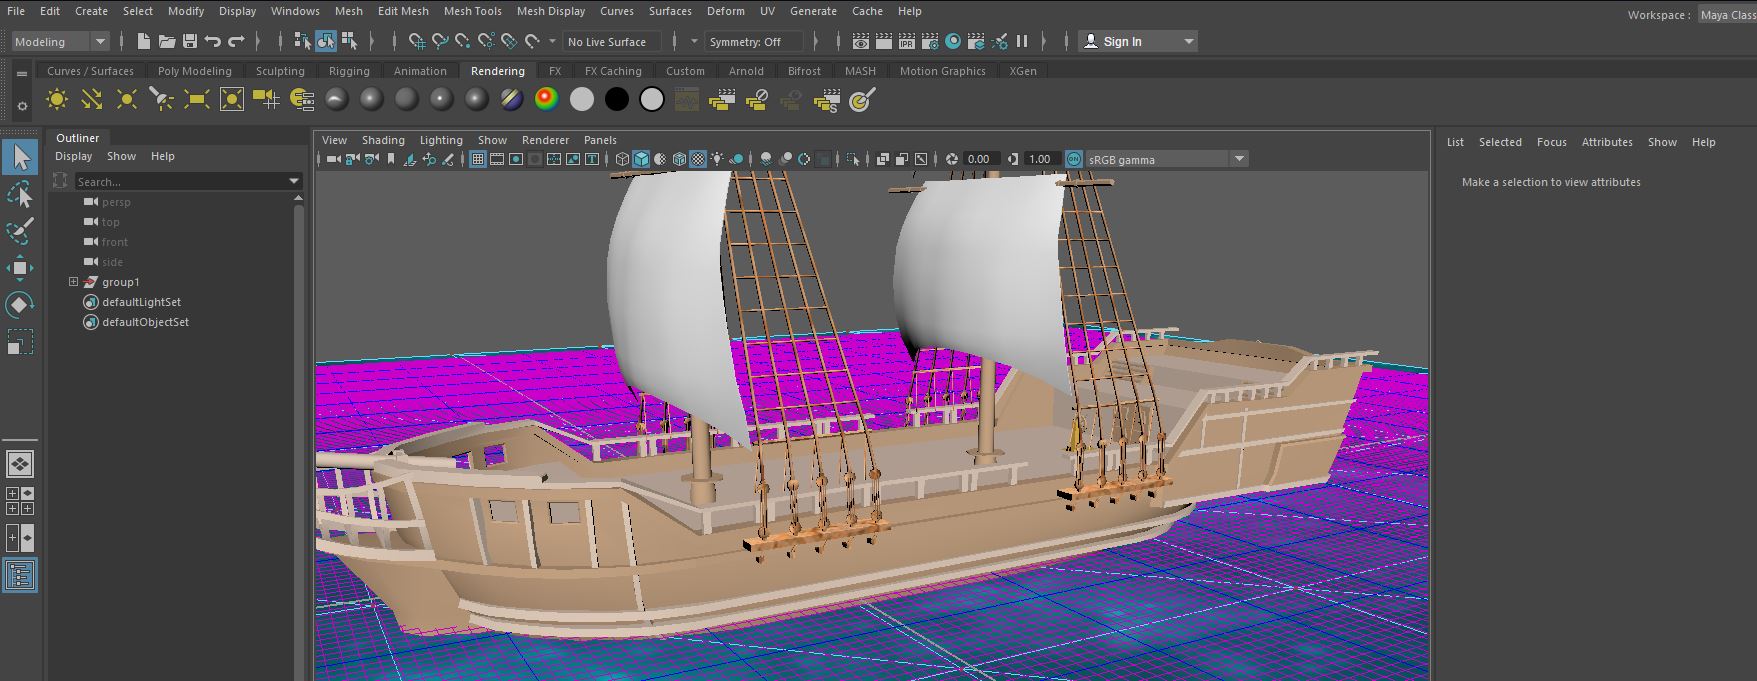 File Edit Create Select Modify Display Windows Mesh Edit Mesh Mesh Tools Mesh Display Curves Surfaces Deform UV Generate Cache Help
Workspace : Maya Class
Modeling No Live Surface Symmetry: Off IPR Sign In
Curves / Surfaces Poly Modeling Sculpting Rigging Animation Rendering FX FX Caching Custom Arnold Bifrost MASH Motion Graphics XGen
Outliner
Display Show Help
Search...
persp
top
front
side
group1
defaultLightSet
defaultObjectSet
View Shading Lighting Show Renderer Panels
0.00 1.00 ON sRGB gamma
List Selected Focus Attributes Show Help
Make a selection to view attributes